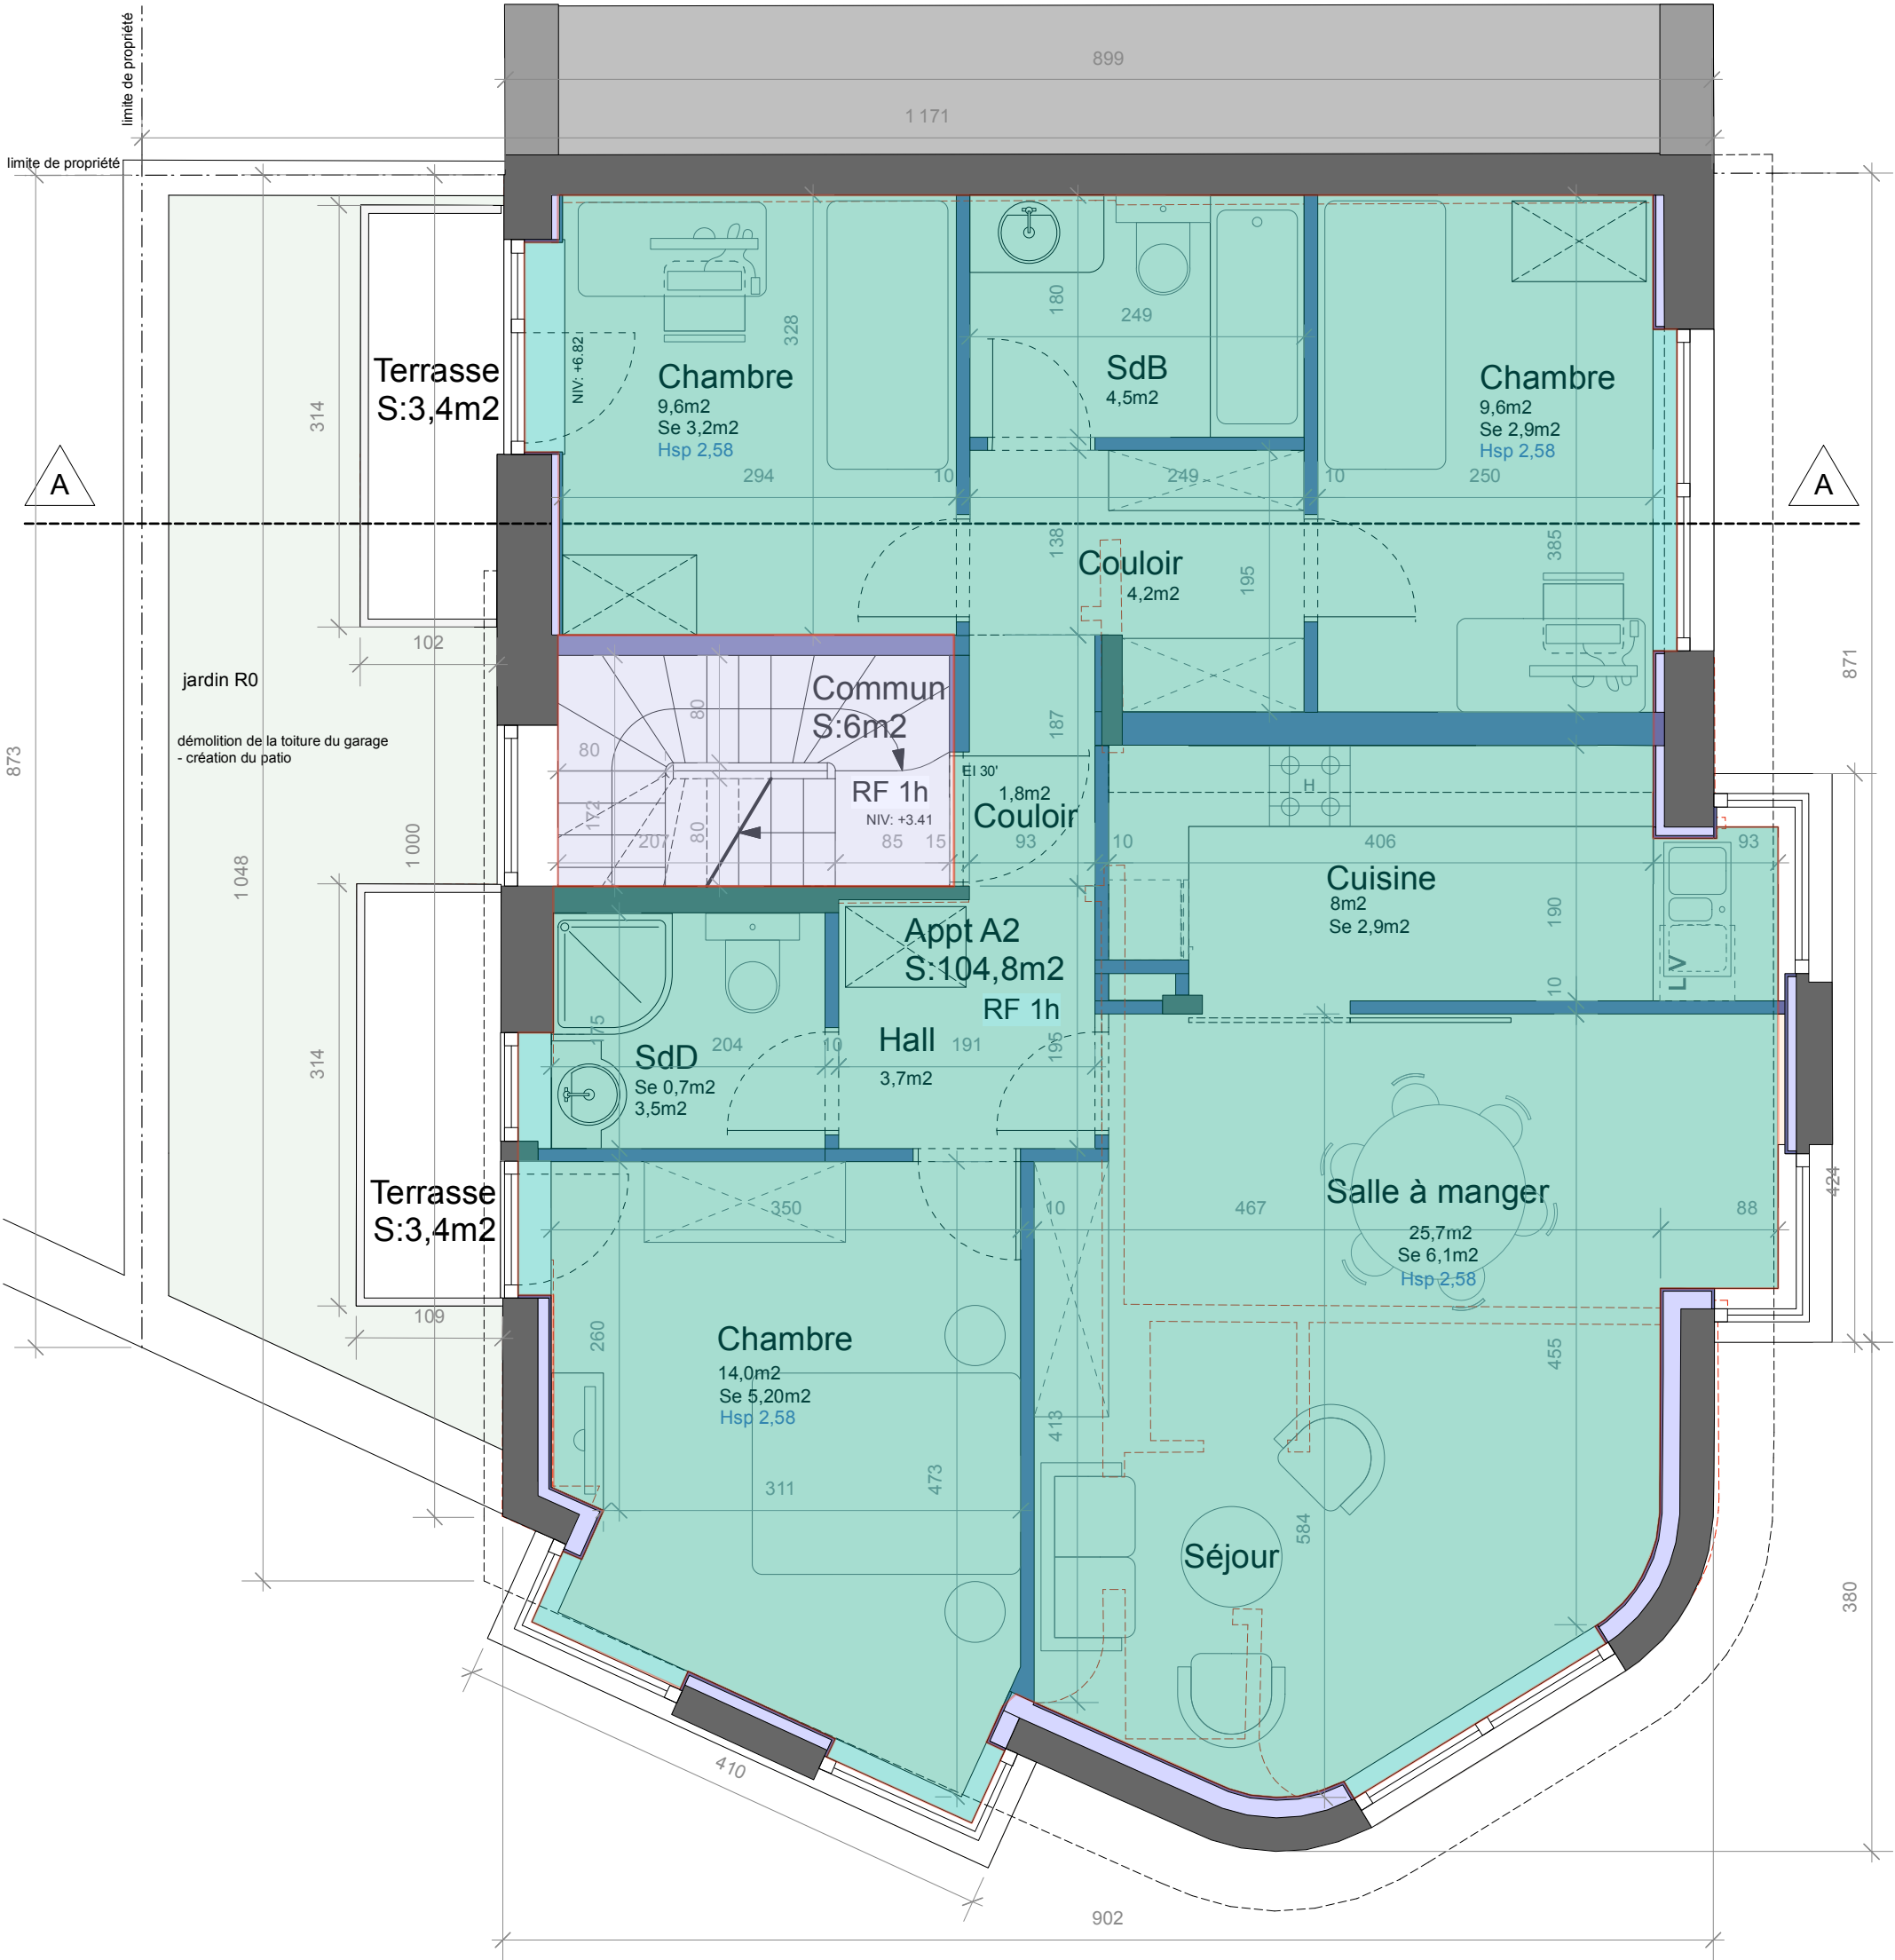 limite de propriété
899
1 171
limite de propriété
Terrasse
S:3,4m2
314
NIV: +6.82
328
Chambre
9,6m2
Se 3,2m2
Hsp 2,58
180
249
SdB
4,5m2
Chambre
9,6m2
Se 2,9m2
Hsp 2,58
A
A
294
10
249
10
250
138
Couloir
4,2m2
195
385
102
jardin R0
démolition de la toiture du garage
- création du patio
873
1 048
1 000
871
Commun
S:6m2
80
80
187
RF 1h
NIV: +3.41
EI 30'
1,8m2
Couloir
H
172
207
80
85
15
93
10
406
93
Cuisine
8m2
Se 2,9m2
190
Appt A2
S:104,8m2
RF 1h
LV
10
314
175
204
10
Hall
191
195
3,7m2
SdD
Se 0,7m2
3,5m2
Terrasse
S:3,4m2
350
10
467
Salle à manger
88
424
25,7m2
Se 6,1m2
Hsp 2,58
109
260
Chambre
14,0m2
Se 5,20m2
Hsp 2,58
455
413
473
311
584
Séjour
380
410
902